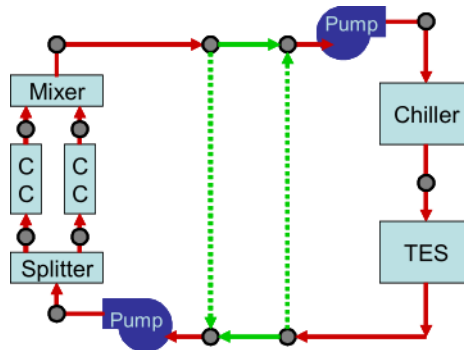 Pump
Mixer
Chiller
C C
C C
TES
Splitter
Pump